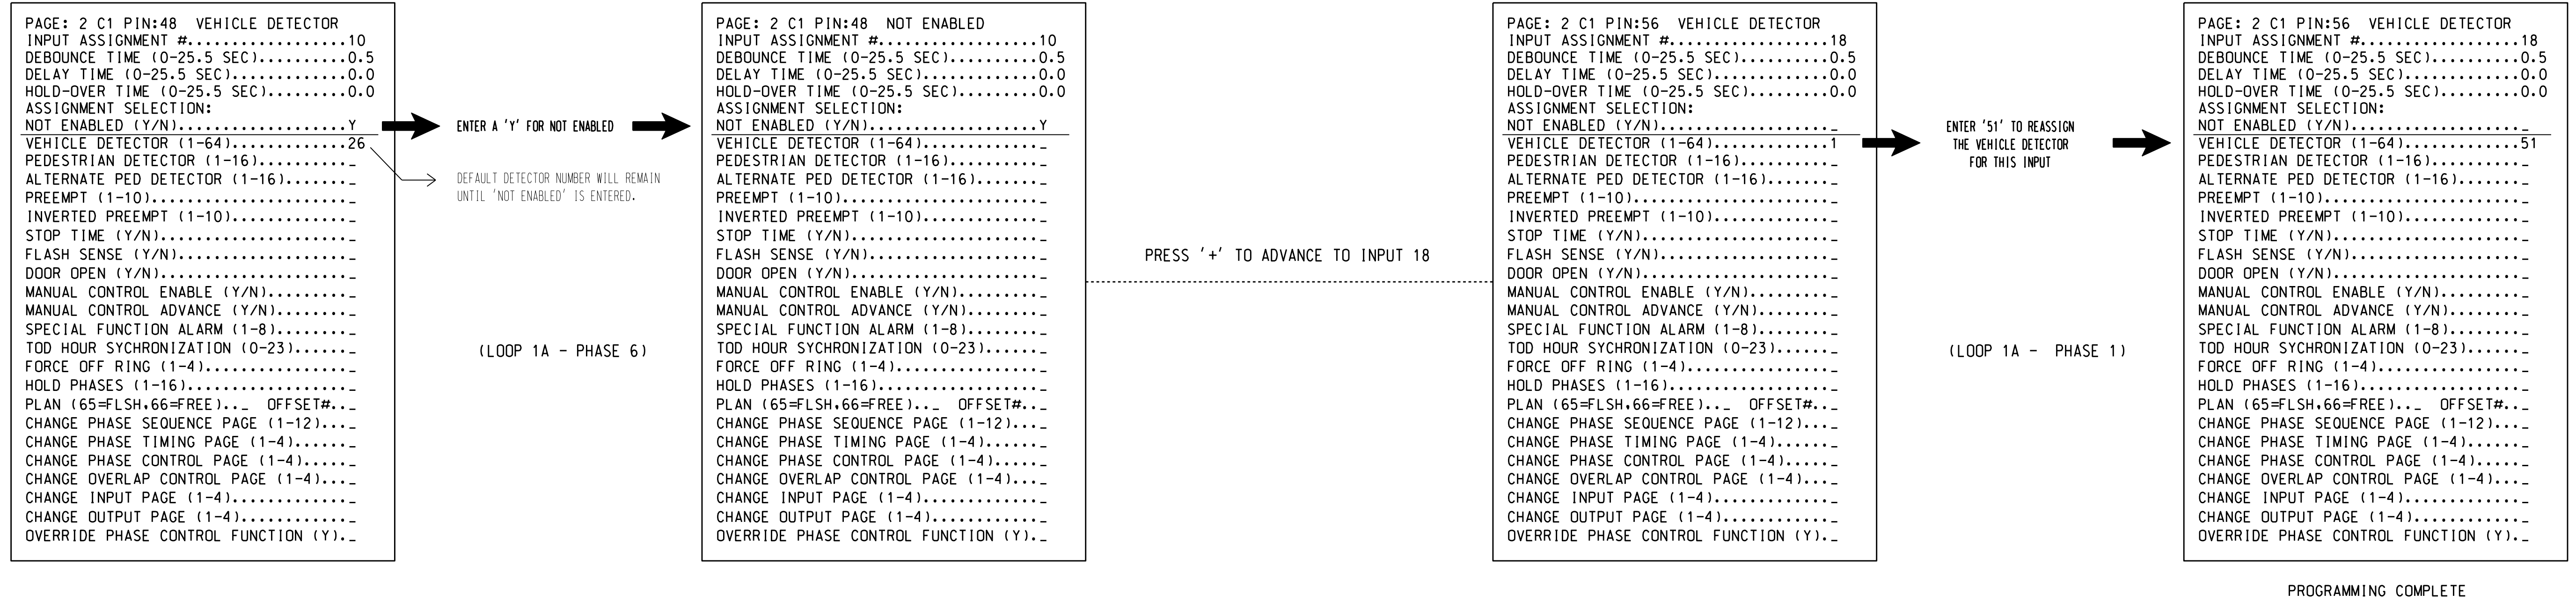 PAGE: 2 C1 PIN:48 VEHICLE DETECTOR
INPUT ASSIGNMENT #..................10
DEBOUNCE TIME (0-25.5 SEC)..........0.5
DELAY TIME (0-25.5 SEC).............0.0
HOLD-OVER TIME (0-25.5 SEC).........0.0
ASSIGNMENT SELECTION:
NOT ENABLED (Y/N)...................Y
VEHICLE DETECTOR (1-64).............26
PEDESTRIAN DETECTOR (1-16).........._
ALTERNATE PED DETECTOR (1-16)......._
PREEMPT (1-10)......................_
INVERTED PREEMPT (1-10)............._
STOP TIME (Y/N)....................._
FLASH SENSE (Y/N)..................._
DOOR OPEN (Y/N)....................._
MANUAL CONTROL ENABLE (Y/N)........._
MANUAL CONTROL ADVANCE (Y/N)........_
SPECIAL FUNCTION ALARM (1-8)........_
TOD HOUR SYCHRONIZATION (0-23)......_
FORCE OFF RING (1-4)................_
HOLD PHASES (1-16).................._
PLAN (65=FLSH,66=FREE).._ OFFSET#.._
CHANGE PHASE SEQUENCE PAGE (1-12)..._
CHANGE PHASE TIMING PAGE (1-4)......_
CHANGE PHASE CONTROL PAGE (1-4)....._
CHANGE OVERLAP CONTROL PAGE (1-4)..._
CHANGE INPUT PAGE (1-4)............._
CHANGE OUTPUT PAGE (1-4)............_
OVERRIDE PHASE CONTROL FUNCTION (Y)._
ENTER A 'Y' FOR NOT ENABLED
DEFAULT DETECTOR NUMBER WILL REMAIN
UNTIL 'NOT ENABLED' IS ENTERED.
(LOOP 1A - PHASE 6)
PAGE: 2 C1 PIN:48 NOT ENABLED
INPUT ASSIGNMENT #..................10
DEBOUNCE TIME (0-25.5 SEC)..........0.5
DELAY TIME (0-25.5 SEC).............0.0
HOLD-OVER TIME (0-25.5 SEC).........0.0
ASSIGNMENT SELECTION:
NOT ENABLED (Y/N)...................Y
VEHICLE DETECTOR (1-64)............._
PEDESTRIAN DETECTOR (1-16).........._
ALTERNATE PED DETECTOR (1-16)......._
PREEMPT (1-10)......................_
INVERTED PREEMPT (1-10)............._
STOP TIME (Y/N)....................._
FLASH SENSE (Y/N)..................._
DOOR OPEN (Y/N)....................._
MANUAL CONTROL ENABLE (Y/N)........._
MANUAL CONTROL ADVANCE (Y/N)........_
SPECIAL FUNCTION ALARM (1-8)........_
TOD HOUR SYCHRONIZATION (0-23)......_
FORCE OFF RING (1-4)................_
HOLD PHASES (1-16).................._
PLAN (65=FLSH,66=FREE).._ OFFSET#.._
CHANGE PHASE SEQUENCE PAGE (1-12)..._
CHANGE PHASE TIMING PAGE (1-4)......_
CHANGE PHASE CONTROL PAGE (1-4)....._
CHANGE OVERLAP CONTROL PAGE (1-4)..._
CHANGE INPUT PAGE (1-4)............._
CHANGE OUTPUT PAGE (1-4)............_
OVERRIDE PHASE CONTROL FUNCTION (Y)._
PRESS '+' TO ADVANCE TO INPUT 18
PAGE: 2 C1 PIN:56 VEHICLE DETECTOR
INPUT ASSIGNMENT #..................18
DEBOUNCE TIME (0-25.5 SEC)..........0.5
DELAY TIME (0-25.5 SEC).............0.0
HOLD-OVER TIME (0-25.5 SEC).........0.0
ASSIGNMENT SELECTION:
NOT ENABLED (Y/N)..................._
VEHICLE DETECTOR (1-64).............1
PEDESTRIAN DETECTOR (1-16).........._
ALTERNATE PED DETECTOR (1-16)......._
PREEMPT (1-10)......................_
INVERTED PREEMPT (1-10)............._
STOP TIME (Y/N)....................._
FLASH SENSE (Y/N)..................._
DOOR OPEN (Y/N)....................._
MANUAL CONTROL ENABLE (Y/N)........._
MANUAL CONTROL ADVANCE (Y/N)........_
SPECIAL FUNCTION ALARM (1-8)........_
TOD HOUR SYCHRONIZATION (0-23)......_
FORCE OFF RING (1-4)................_
HOLD PHASES (1-16).................._
PLAN (65=FLSH,66=FREE).._ OFFSET#.._
CHANGE PHASE SEQUENCE PAGE (1-12)..._
CHANGE PHASE TIMING PAGE (1-4)......_
CHANGE PHASE CONTROL PAGE (1-4)....._
CHANGE OVERLAP CONTROL PAGE (1-4)..._
CHANGE INPUT PAGE (1-4)............._
CHANGE OUTPUT PAGE (1-4)............_
OVERRIDE PHASE CONTROL FUNCTION (Y)._
ENTER '51' TO REASSIGN
THE VEHICLE DETECTOR
FOR THIS INPUT
(LOOP 1A - PHASE 1)
PAGE: 2 C1 PIN:56 VEHICLE DETECTOR
INPUT ASSIGNMENT #..................18
DEBOUNCE TIME (0-25.5 SEC)..........0.5
DELAY TIME (0-25.5 SEC).............0.0
HOLD-OVER TIME (0-25.5 SEC).........0.0
ASSIGNMENT SELECTION:
NOT ENABLED (Y/N)..................._
VEHICLE DETECTOR (1-64).............51
PEDESTRIAN DETECTOR (1-16).........._
ALTERNATE PED DETECTOR (1-16)......._
PREEMPT (1-10)......................_
INVERTED PREEMPT (1-10)............._
STOP TIME (Y/N)....................._
FLASH SENSE (Y/N)..................._
DOOR OPEN (Y/N)....................._
MANUAL CONTROL ENABLE (Y/N)........._
MANUAL CONTROL ADVANCE (Y/N)........_
SPECIAL FUNCTION ALARM (1-8)........_
TOD HOUR SYCHRONIZATION (0-23)......_
FORCE OFF RING (1-4)................_
HOLD PHASES (1-16).................._
PLAN (65=FLSH,66=FREE).._ OFFSET#.._
CHANGE PHASE SEQUENCE PAGE (1-12)..._
CHANGE PHASE TIMING PAGE (1-4)......_
CHANGE PHASE CONTROL PAGE (1-4)....._
CHANGE OVERLAP CONTROL PAGE (1-4)..._
CHANGE INPUT PAGE (1-4)............._
CHANGE OUTPUT PAGE (1-4)............_
OVERRIDE PHASE CONTROL FUNCTION (Y)._
PROGRAMMING COMPLETE